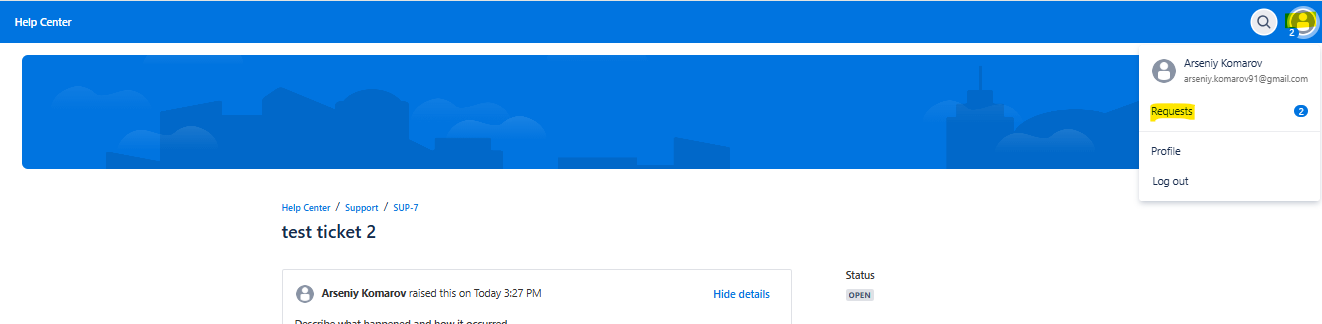 Help Center
2
Arseniy Komarov
arseniy.komarov91@gmail.com
Requests 2
Profile
Log out
Help Center / Support / SUP-7
test ticket 2
Arseniy Komarov raised this on Today 3:27 PM Hide details
Describe what happened and how it occurred
Status
OPEN